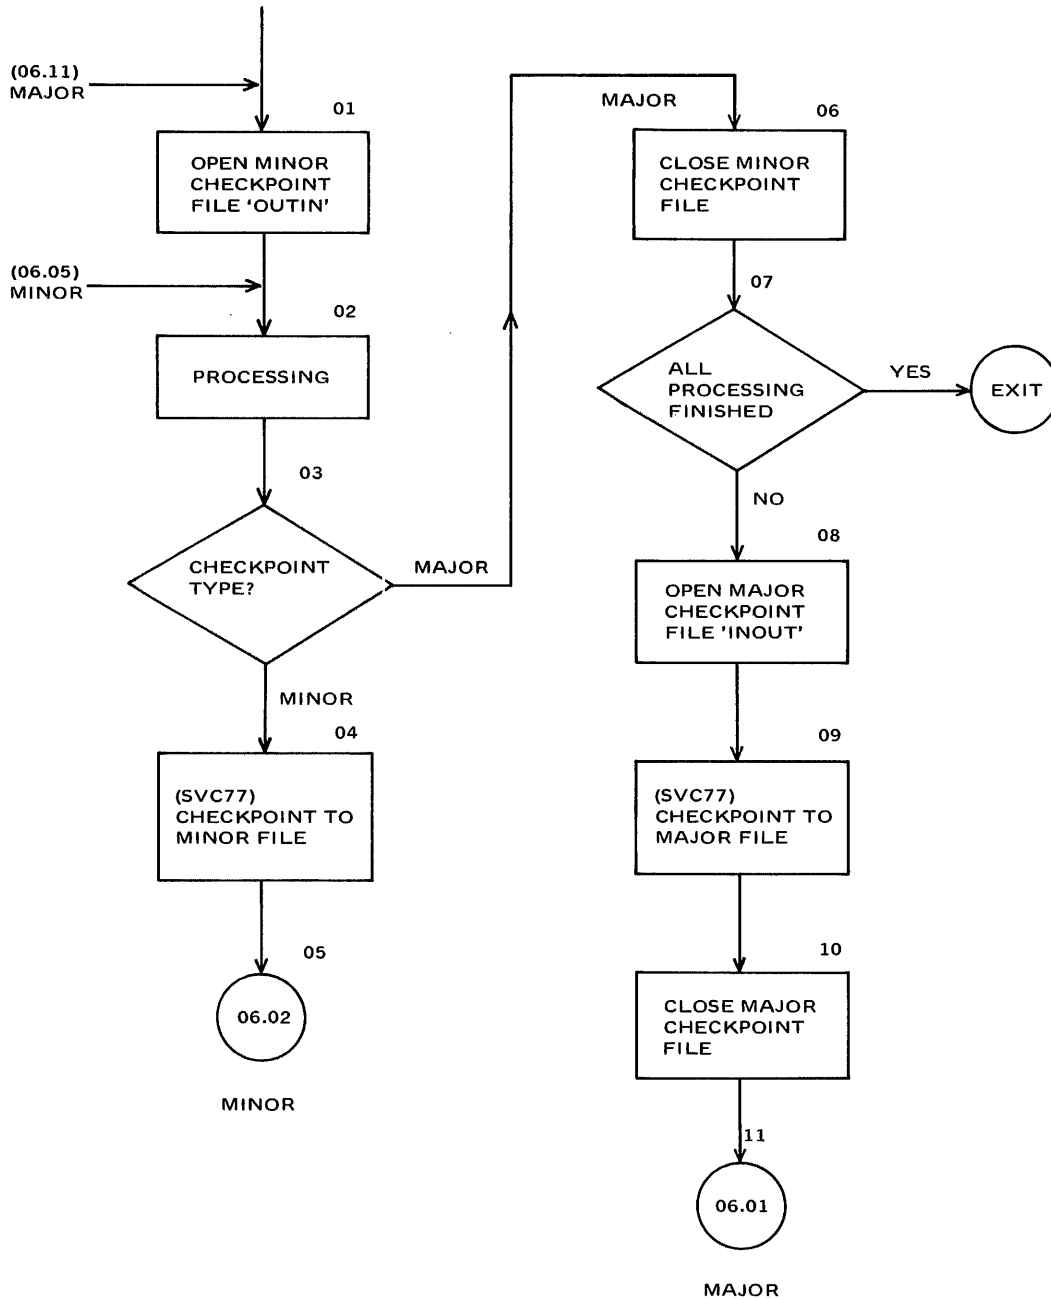 (06.11)
MAJOR
01
OPEN MINOR
CHECKPOINT
FILE 'OUTIN'
(06.05)
MINOR
02
PROCESSING
03
CHECKPOINT
TYPE?
MAJOR
MINOR
04
(SVC77)
CHECKPOINT TO
MINOR FILE
05
06.02
MINOR
MAJOR
06
CLOSE MINOR
CHECKPOINT
FILE
07
ALL
PROCESSING
FINISHED
YES
EXIT
NO
08
OPEN MAJOR
CHECKPOINT
FILE 'INOUT'
09
(SVC77)
CHECKPOINT TO
MAJOR FILE
10
CLOSE MAJOR
CHECKPOINT
FILE
11
06.01
MAJOR